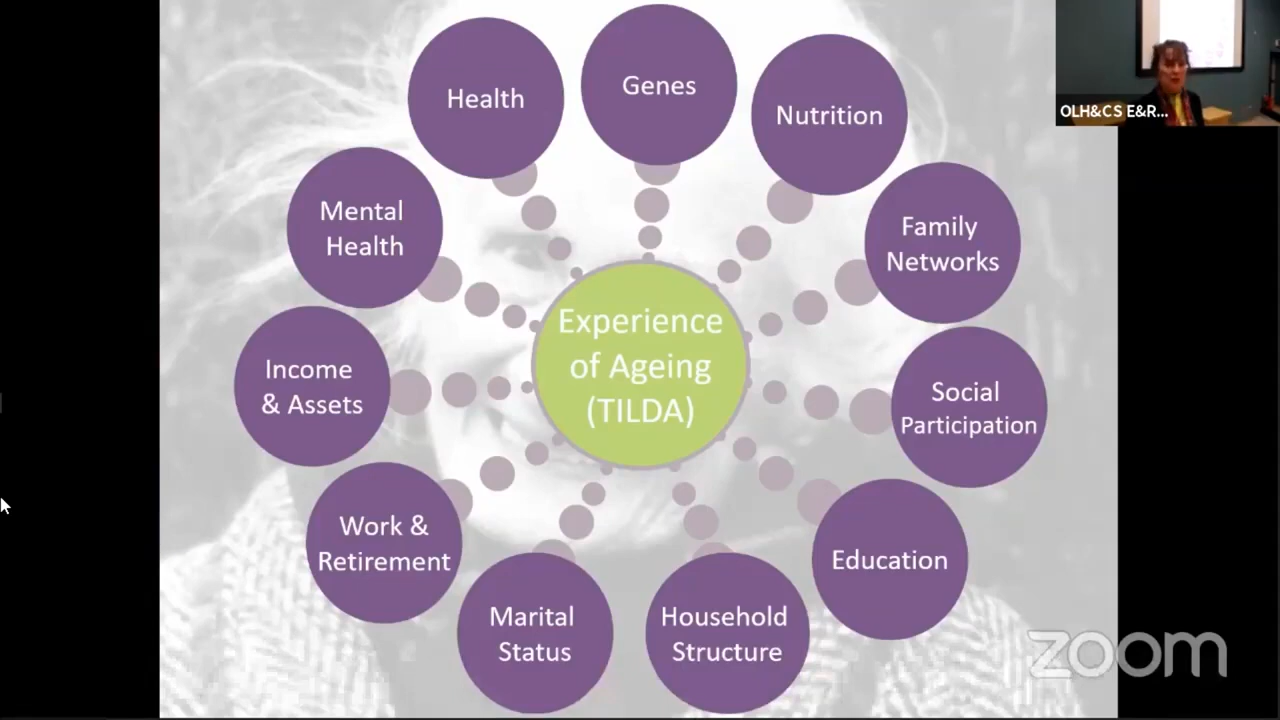 Health
Genes
Nutrition
OLH&CS E&R...
Mental
Health
Family
Networks
Experience
of Ageing
(TILDA)
Income
& Assets
Social
Participation
Work &
Retirement
Education
Marital
Status
Household
Structure
zoom